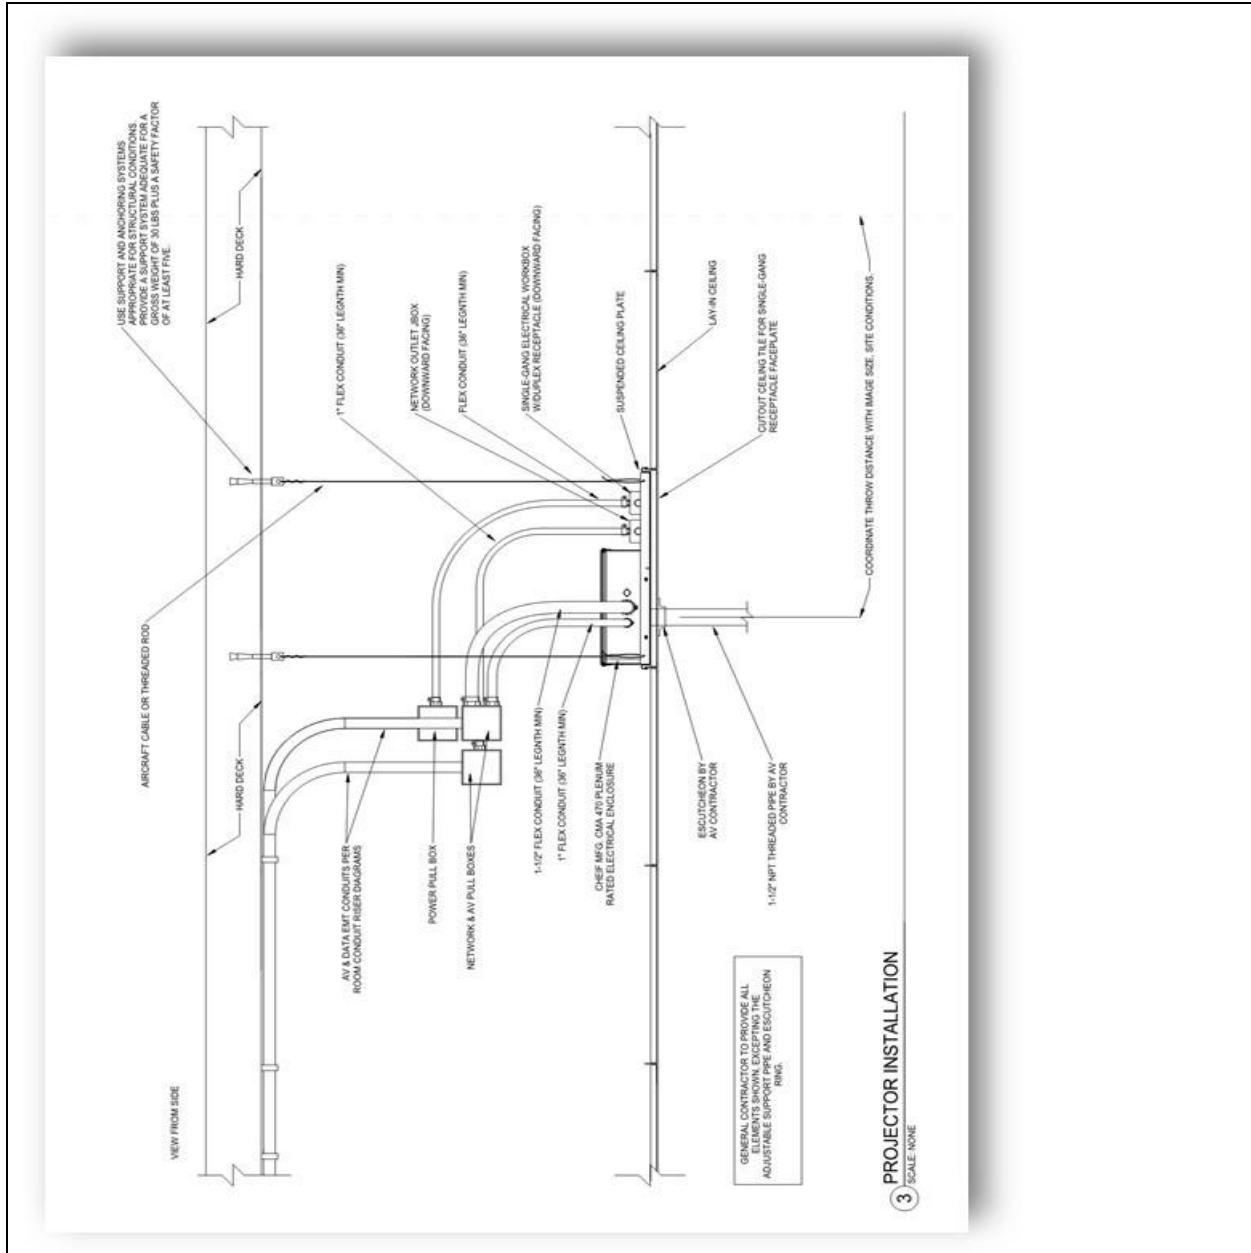 VIEW FROM SIDE
USE SUPPORT AND ANCHORING SYSTEMS
APPROPRIATE FOR STRUCTURAL CONDITIONS.
PROVIDE A SUPPORT SYSTEM ADEQUATE FOR A
GROSS WEIGHT OF 30 LBS PLUS A SAFETY FACTOR
OF AT LEAST FIVE.
AIRCRAFT CABLE OR THREADED ROD
HARD DECK
HARD DECK
1" FLEX CONDUIT (36" LEGNTH MIN)
AV & DATA EMT CONDUITS PER
ROOM CONDUIT RISER DIAGRAMS
NETWORK OUTLET JBOX
(DOWNWARD FACING)
POWER PULL BOX
FLEX CONDUIT (36" LEGNTH MIN)
NETWORK & AV PULL BOXES
SINGLE-GANG ELECTRICAL WORKBOX
W/DUPLEX RECEPTACLE (DOWNWARD FACING)
1-1/2" FLEX CONDUIT (36" LEGNTH MIN)
1" FLEX CONDUIT (36" LEGNTH MIN)
SUSPENDED CEILING PLATE
CHEIF MFG. CMA 470 PLENUM
RATED ELECTRICAL ENCLOSURE
LAY-IN CEILING
ESCUTCHEON BY
AV CONTRACTOR
CUTOUT CEILING TILE FOR SINGLE-GANG
RECEPTACLE FACEPLATE
1-1/2" NPT THREADED PIPE BY AV
CONTRACTOR
GENERAL CONTRACTOR TO PROVIDE ALL
ELEMENTS SHOWN, EXCEPTING THE
ADJUSTABLE SUPPORT PIPE AND ESCUTCHEON
RING.
COORDINATE THROW DISTANCE WITH IMAGE SIZE, SITE CONDITIONS.
3
PROJECTOR INSTALLATION
SCALE: NONE